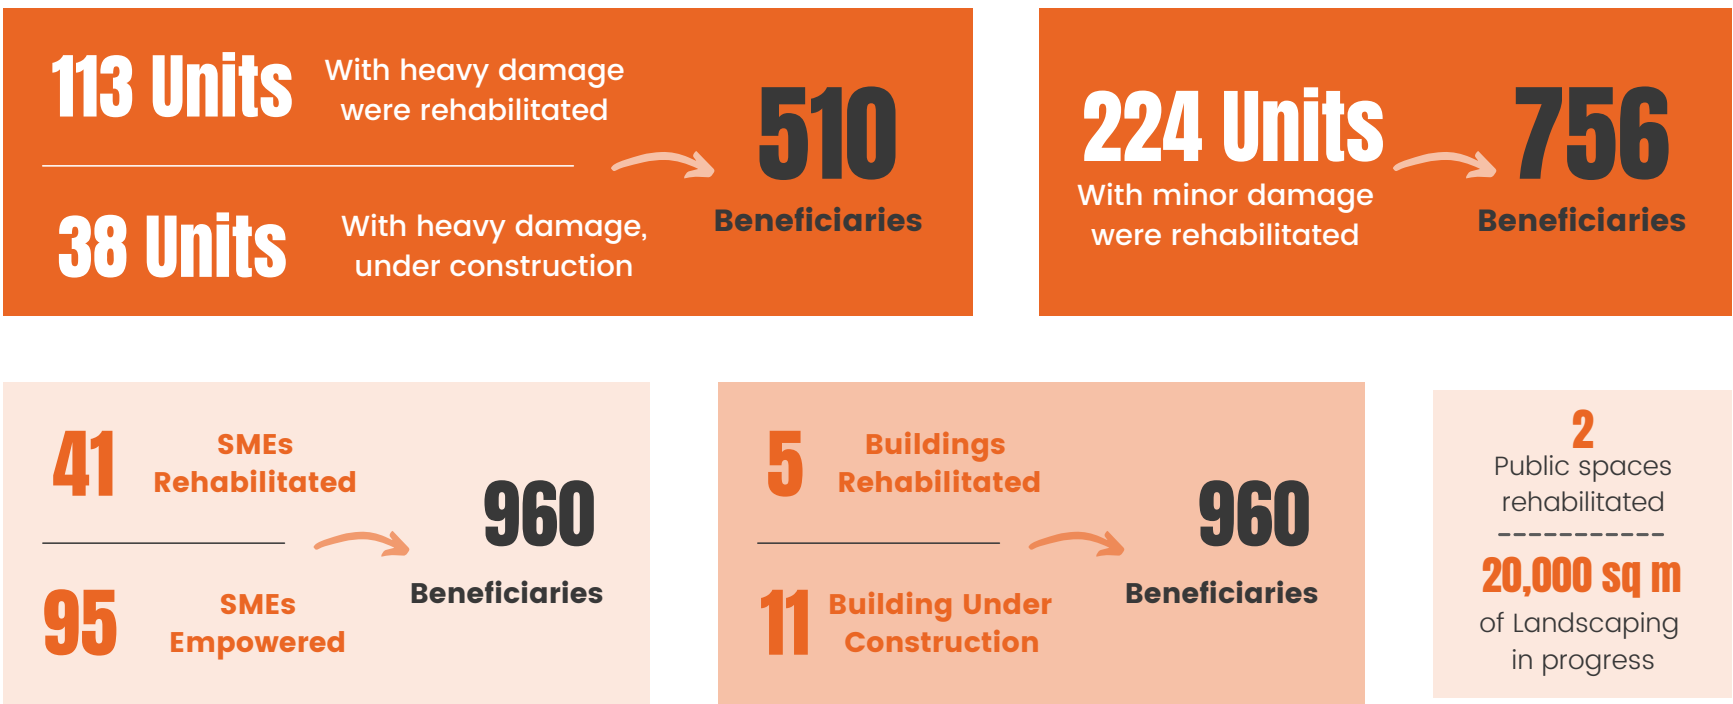 113 Units
With heavy damage
were rehabilitated
38 Units
With heavy damage,
under construction
510
Beneficiaries
224 Units
With minor damage
were rehabilitated
756
Beneficiaries
41
SMEs
Rehabilitated
95
SMEs
Empowered
960
Beneficiaries
5
Buildings
Rehabilitated
11
Building Under
Construction
960
Beneficiaries
2
Public spaces
rehabilitated
20,000 sq m
of Landscaping
in progress